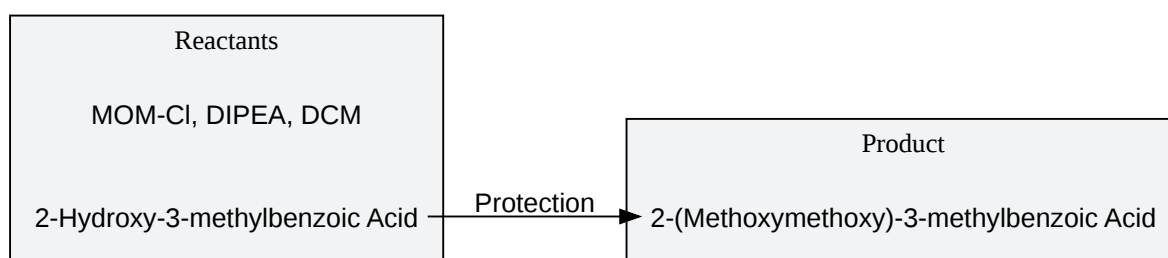 Reactants
MOM-Cl, DIPEA, DCM
2-Hydroxy-3-methylbenzoic Acid
Protection
Product
2-(Methoxymethoxy)-3-methylbenzoic Acid